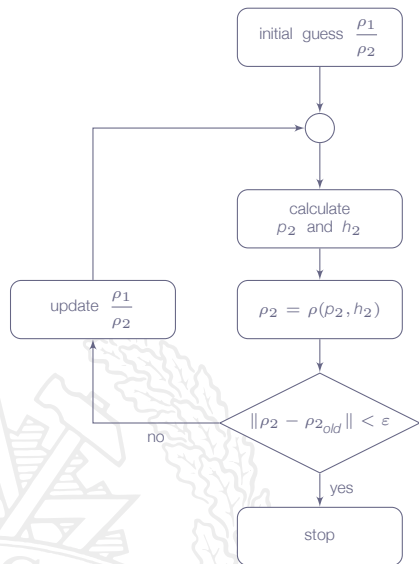 initial guess ρ1/ρ2
calculate
p2 and h2
ρ2 = ρ(p2, h2)
update ρ1/ρ2
‖ρ2 − ρ2old‖ < ε
no
yes
stop